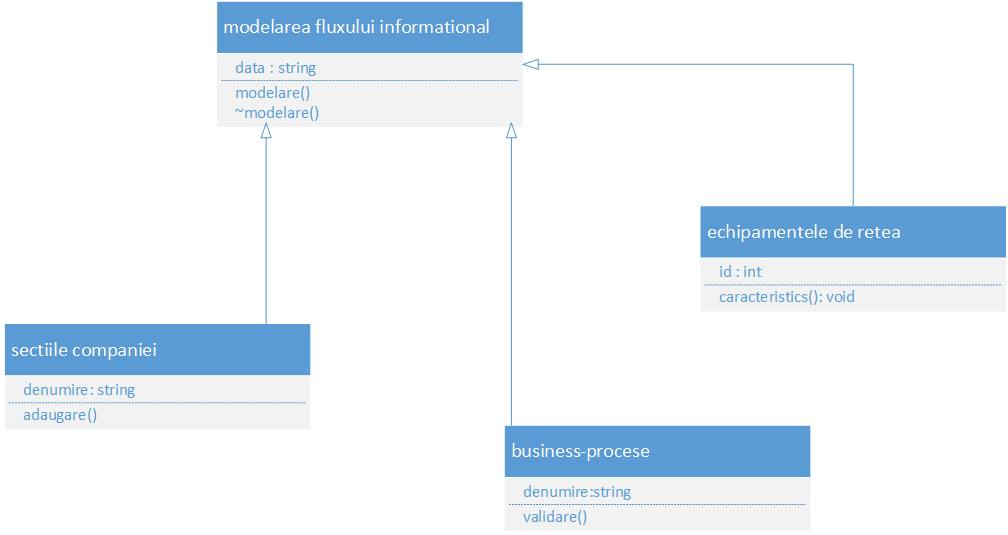 modelarea fluxului informational
data : string
modelare()
~modelare()
echipamentele de retea
id : int
caracteristics(): void
sectiile companiei
denumire: string
adaugare()
business-procese
denumire:string
validare()